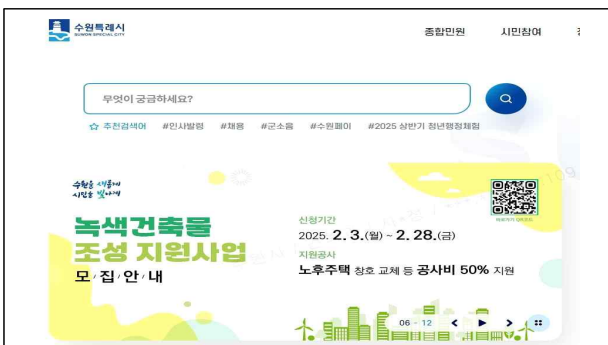 수원특례시
SUWON SPECIAL CITY
종합민원 시민참여
무엇이 궁금하세요?
추천검색어 #인사발령 #채용 #군소음 #수원페이 #2025 상반기 청년행정체험
수원을 새롭게
시민을 빛나게
녹색건축물
조성 지원사업
모/집/안/내
신청기간
2025. 2. 3.(월) ~ 2. 28.(금)
지원공사
노후주택 창호 교체 등 공사비 50% 지원
06 - 12